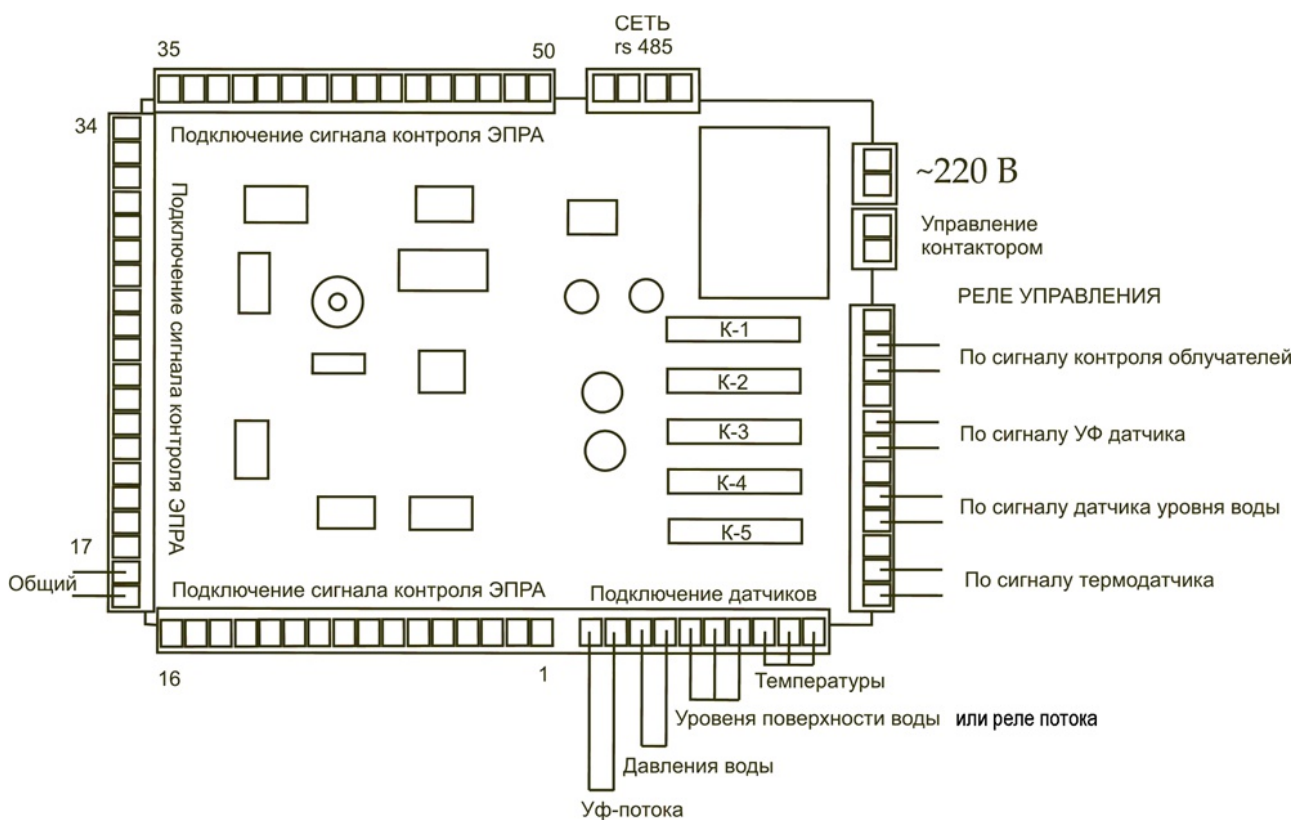 СЕТЬ
rs 485
35
50
34
Подключение сигнала контроля ЭПРА
~220 В
Подключение сигнала контроля ЭПРА
Управление
контактором
РЕЛЕ УПРАВЛЕНИЯ
К-1
По сигналу контроля облучателей
К-2
К-3
По сигналу УФ датчика
К-4
По сигналу датчика уровня воды
К-5
17
Общий
По сигналу термодатчика
Подключение сигнала контроля ЭПРА
Подключение датчиков
16
1
Температуры
Уровеня поверхности воды или реле потока
Давления воды
Уф-потока